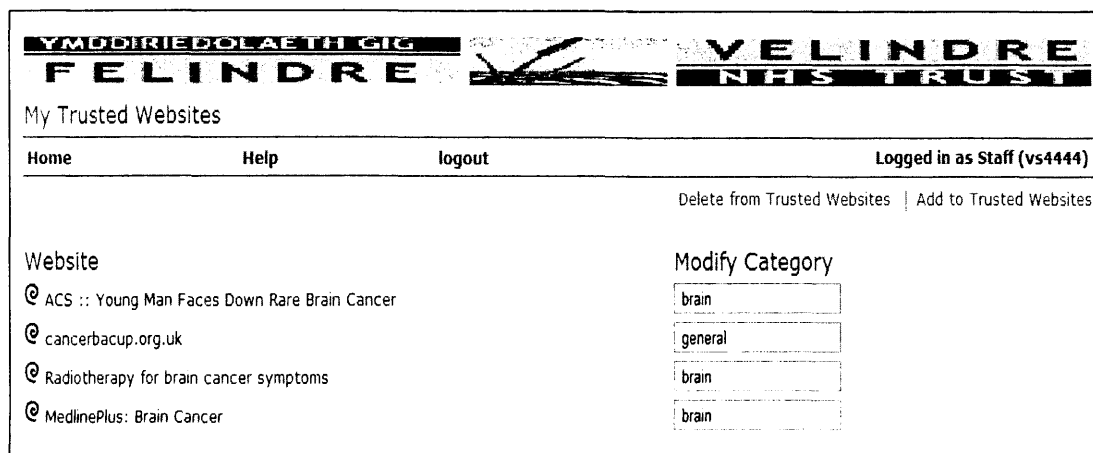 YMDDIRIEDOLAETH GIG
FELINDRE
VELINDRE
NHS TRUST
My Trusted Websites
Home Help logout Logged in as Staff (vs4444)
Delete from Trusted Websites | Add to Trusted Websites
Website Modify Category
ACS :: Young Man Faces Down Rare Brain Cancer brain
cancerbacup.org.uk general
Radiotherapy for brain cancer symptoms brain
MedlinePlus: Brain Cancer brain